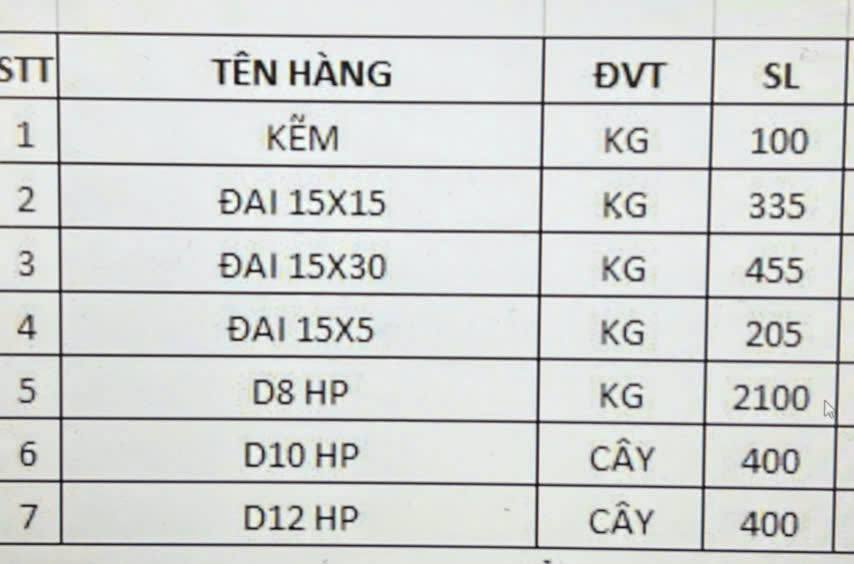 STT TÊN HÀNG ĐVT SL
1 KẼM KG 100
2 ĐAI 15X15 KG 335
3 ĐAI 15X30 KG 455
4 ĐAI 15X5 KG 205
5 D8 HP KG 2100
6 D10 HP CÂY 400
7 D12 HP CÂY 400